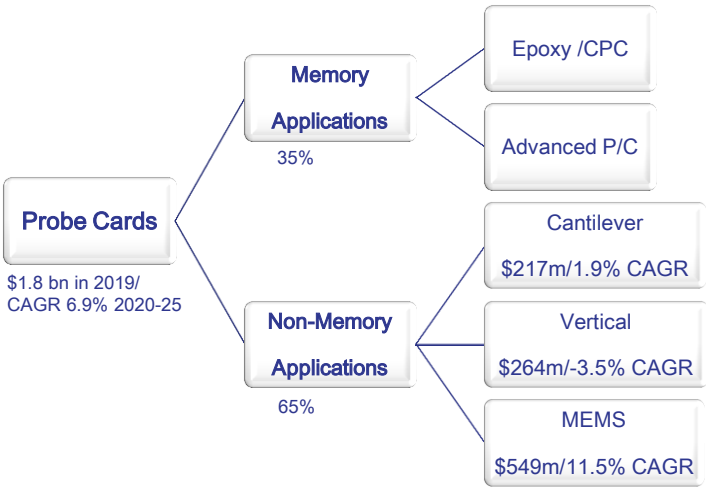 Probe Cards
$1.8 bn in 2019/
CAGR 6.9% 2020-25
Memory
Applications
35%
Epoxy /CPC
Advanced P/C
Non-Memory
Applications
65%
Cantilever
$217m/1.9% CAGR
Vertical
$264m/-3.5% CAGR
MEMS
$549m/11.5% CAGR